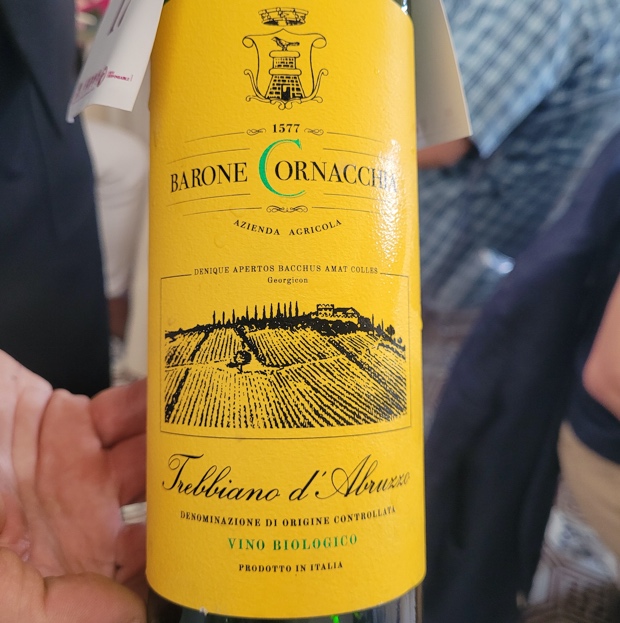 1577
BARONE CORNACCHIA
AZIENDA AGRICOLA
DENIQUE APERTOS BACCHUS AMAT COLLES
Georgicon
Trebbiano d'Abruzzo
DENOMINAZIONE DI ORIGINE CONTROLLATA
VINO BIOLOGICO
PRODOTTO IN ITALIA